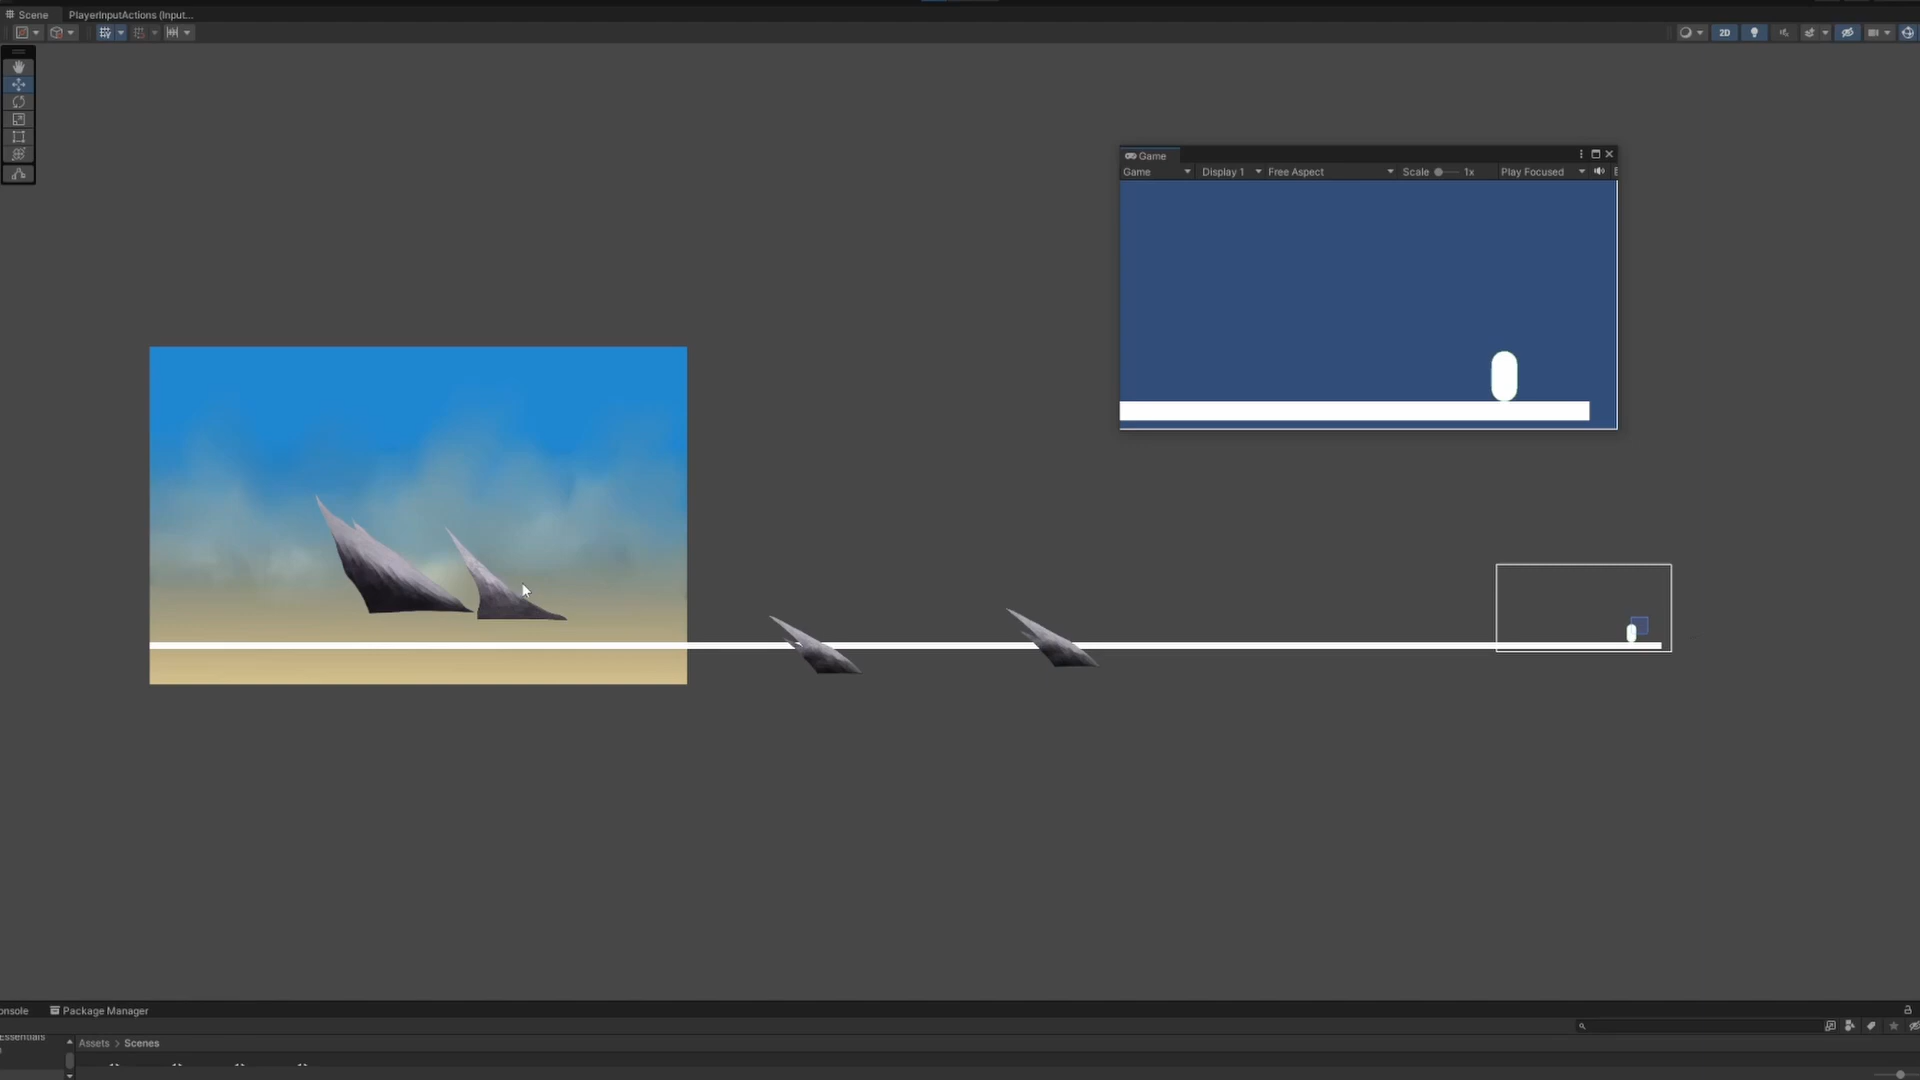 Scene PlayerInputActions (Input...
2D
Game
Game Display 1 Free Aspect Scale 1x Play Focused
onsole Package Manager
Essentials
Assets > Scenes